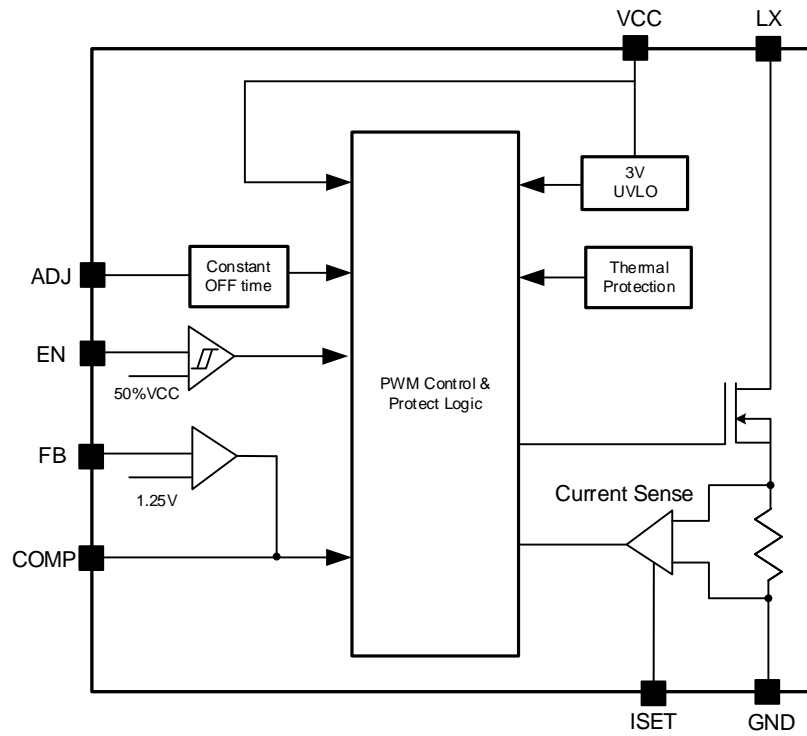 VCC
LX
3V
UVLO
ADJ
Constant
OFF time
Thermal
Protection
EN
50%VCC
PWM Control &
Protect Logic
FB
1.25V
Current Sense
COMP
ISET
GND